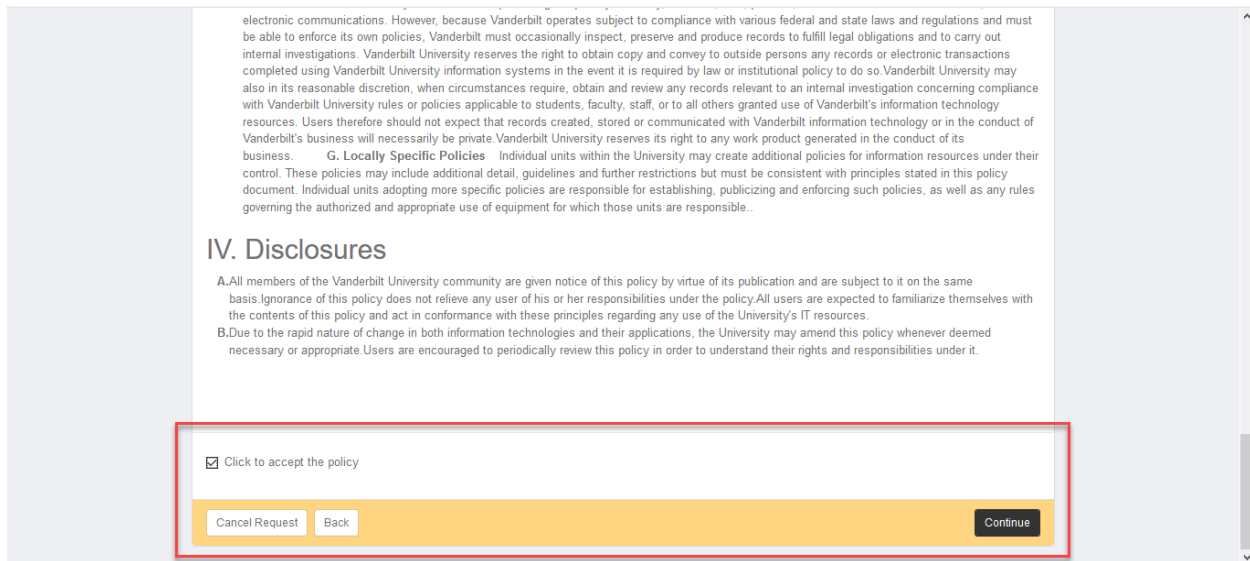 electronic communications. However, because Vanderbilt operates subject to compliance with various federal and state laws and regulations and must
be able to enforce its own policies, Vanderbilt must occasionally inspect, preserve and produce records to fulfill legal obligations and to carry out
internal investigations. Vanderbilt University reserves the right to obtain copy and convey to outside persons any records or electronic transactions
completed using Vanderbilt University information systems in the event it is required by law or institutional policy to do so.Vanderbilt University may
also in its reasonable discretion, when circumstances require, obtain and review any records relevant to an internal investigation concerning compliance
with Vanderbilt University rules or policies applicable to students, faculty, staff, or to all others granted use of Vanderbilt's information technology
resources. Users therefore should not expect that records created, stored or communicated with Vanderbilt information technology or in the conduct of
Vanderbilt's business will necessarily be private.Vanderbilt University reserves its right to any work product generated in the conduct of its
business. G. Locally Specific Policies Individual units within the University may create additional policies for information resources under their
control. These policies may include additional detail, guidelines and further restrictions but must be consistent with principles stated in this policy
document. Individual units adopting more specific policies are responsible for establishing, publicizing and enforcing such policies, as well as any rules
governing the authorized and appropriate use of equipment for which those units are responsible..
IV. Disclosures
A.All members of the Vanderbilt University community are given notice of this policy by virtue of its publication and are subject to it on the same
basis.Ignorance of this policy does not relieve any user of his or her responsibilities under the policy.All users are expected to familiarize themselves with
the contents of this policy and act in conformance with these principles regarding any use of the University's IT resources.
B.Due to the rapid nature of change in both information technologies and their applications, the University may amend this policy whenever deemed
necessary or appropriate.Users are encouraged to periodically review this policy in order to understand their rights and responsibilities under it.
Click to accept the policy
Cancel Request Back Continue